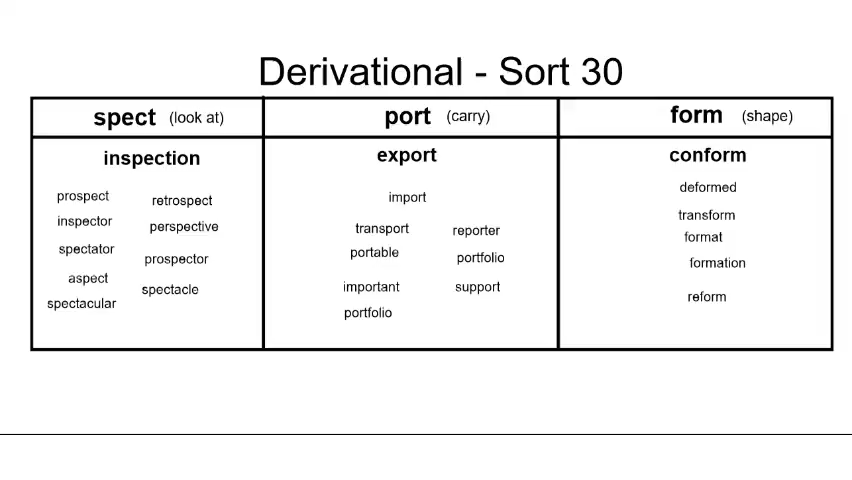 Derivational - Sort 30
spect (look at)
port (carry)
form (shape)
inspection
prospect
retrospect
inspector
perspective
spectator
prospector
aspect
spectacle
spectacular
export
import
transport
reporter
portable
portfolio
important
support
portfolio
conform
deformed
transform
format
formation
reform